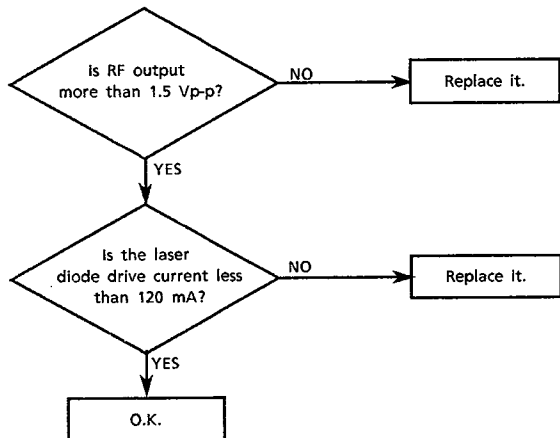 Is RF output
more than 1.5 Vp-p?
NO
Replace it.
YES
Is the laser
diode drive current less
than 120 mA?
NO
Replace it.
YES
O.K.